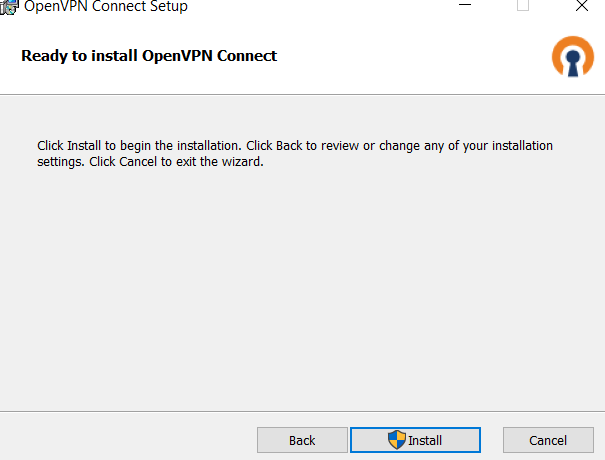 OpenVPN Connect Setup
Ready to install OpenVPN Connect
Click Install to begin the installation. Click Back to review or change any of your installation
settings. Click Cancel to exit the wizard.
Back
Install
Cancel